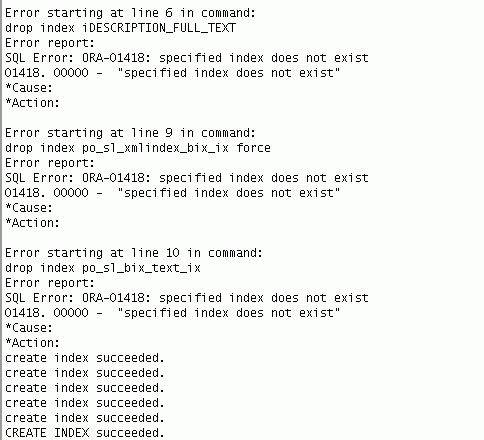 Error starting at line 6 in command:
drop index iDESCRIPTION_FULL_TEXT
Error report:
SQL Error: ORA-01418: specified index does not exist
01418. 00000 -  "specified index does not exist"
*Cause:
*Action:
Error starting at line 9 in command:
drop index po_sl_xmlindex_bix_ix force
Error report:
SQL Error: ORA-01418: specified index does not exist
01418. 00000 -  "specified index does not exist"
*Cause:
*Action:
Error starting at line 10 in command:
drop index po_sl_bix_text_ix
Error report:
SQL Error: ORA-01418: specified index does not exist
01418. 00000 -  "specified index does not exist"
*Cause:
*Action:
create index succeeded.
create index succeeded.
create index succeeded.
create index succeeded.
create index succeeded.
CREATE INDEX succeeded.